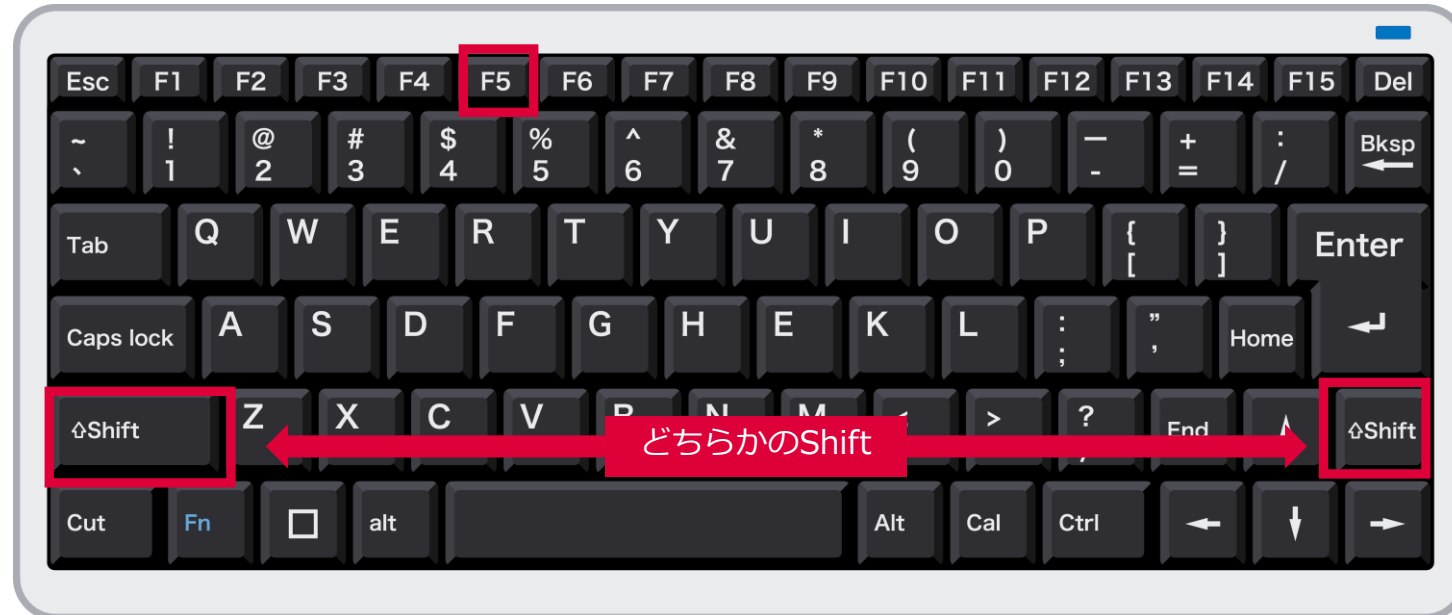 Esc F1 F2 F3 F4 F5 F6 F7 F8 F9 F10 F11 F12 F13 F14 F15 Del
~ ! @ # $ % ^ & * ( ) — + : Bksp
、 1 2 3 4 5 6 7 8 9 0 - = /
Tab Q W E R T Y U I O P { } Enter
[ ]
Caps lock A S D F G H E K L : ” Home
; ,
⇧Shift Z X C V どちらかのShift > ? End ⇧Shift
Cut Fn alt Alt Cal Ctrl